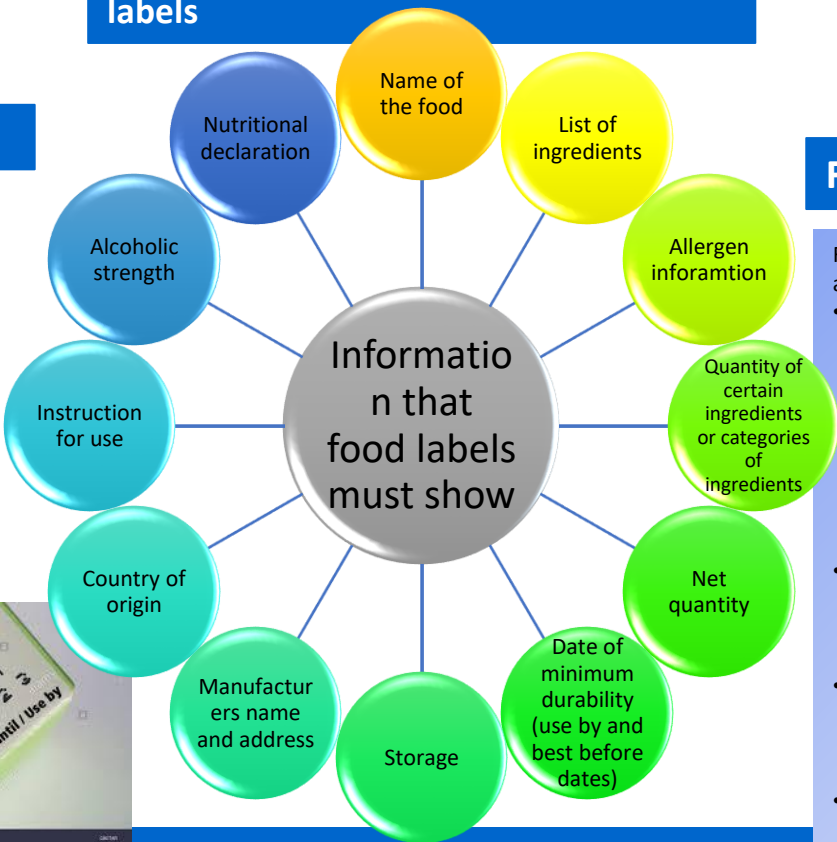 labels
Name of
the food
List of
ingredients
Allergen
inforamtion
Quantity of
certain
ingredients
or categories
of
ingredients
Net
quantity
Date of
minimum
durability
(use by and
best before
dates)
Storage
Manufactur
ers name
and address
Country of
origin
Instruction
for use
Alcoholic
strength
Nutritional
declaration
Informatio
n that
food labels
must show
ntil / Use by